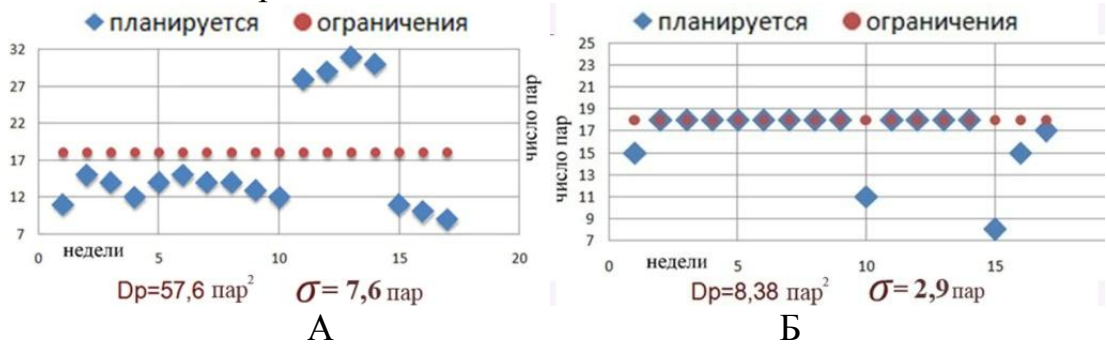 планируется ограничения
32
27
22
17
12
7
число пар
недели
0 5 10 15 20
Dp=57,6 пар²
σ = 7,6 пар
А
планируется ограничения
25
23
21
19
17
15
13
11
9
7
число пар
недели
0 5 10 15
Dp=8,38 пар²
σ = 2,9 пар
Б